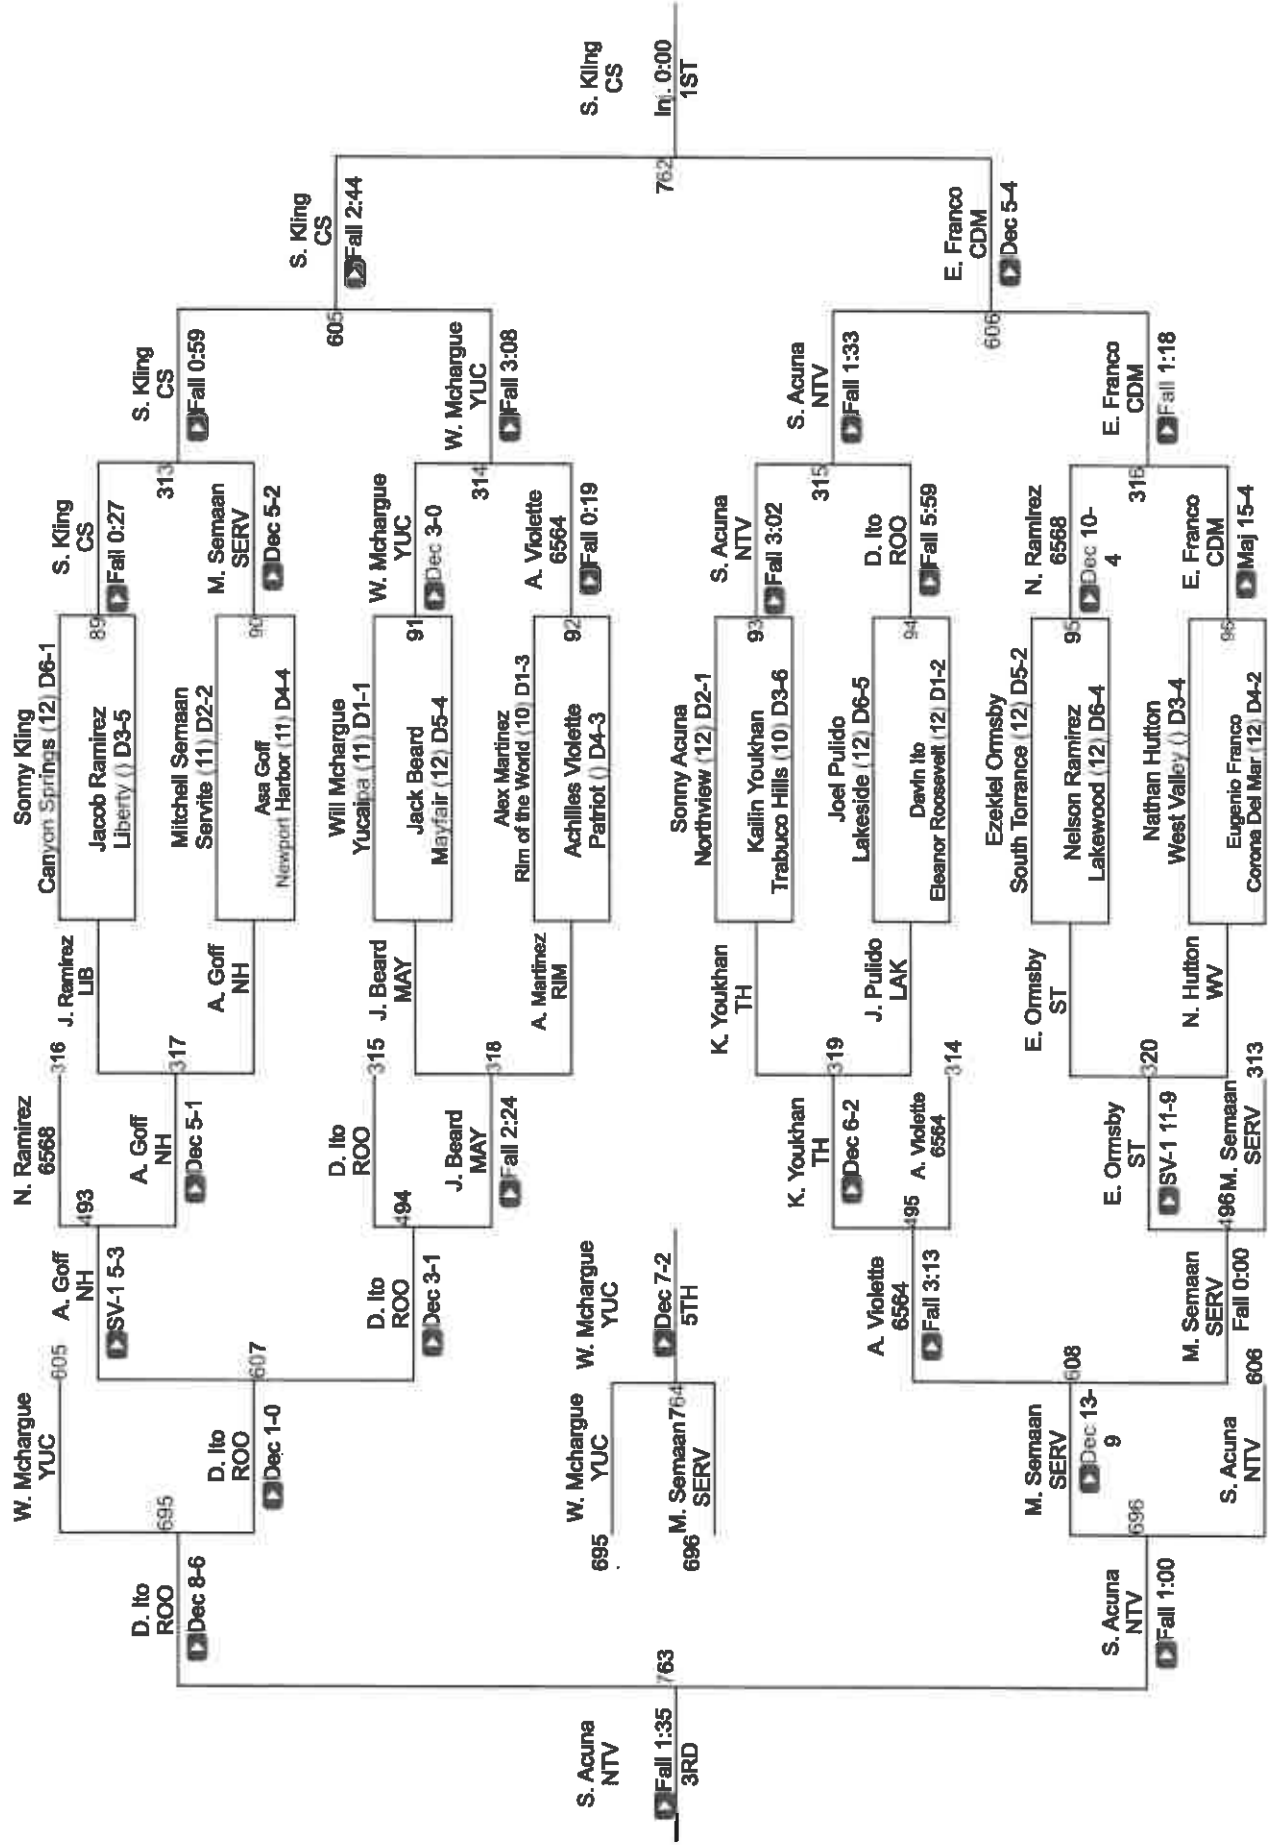 Sonny Kling
Canyon Springs (12) D6-1
89
Jacob Ramirez
Liberty () D3-5
Mitchell Semaan
Servite (11) D2-2
90
Asa Goff
Newport Harbor (11) D4-4
Will Mchargue
Yucaipa (11) D1-1
91
Jack Beard
Mayfair (12) D5-4
Alex Martinez
Rim of the World (10) D1-3
92
Achilles Violette
Patriot () D4-3
Sonny Acuna
Northview (12) D2-1
93
Kailin Youkhan
Trabuco Hills (10) D3-6
Joel Pulido
Lakeside (12) D6-5
94
Davin Ito
Eleanor Roosevelt (12) D1-2
Ezekiel Ormsby
South Torrance (12) D5-2
95
Nelson Ramirez
Lakewood (12) D6-4
Nathan Hutton
West Valley () D3-4
96
Eugenio Franco
Corona Del Mar (12) D4-2
S. Kling
CS
Fall 0:27
313
M. Semaan
SERV
Dec 5-2
W. Mchargue
YUC
Dec 3-0
314
A. Violette
6564
Fall 0:19
S. Acuna
NTV
Fall 3:02
315
D. Ito
ROO
Fall 5:59
N. Ramirez
6568
Dec 10-
4
316
E. Franco
CDM
Maj 15-4
S. Kling
CS
Fall 0:59
605
W. Mchargue
YUC
Fall 3:08
S. Acuna
NTV
Fall 1:33
606
E. Franco
CDM
Fall 1:18
S. Kling
CS
Fall 2:44
762
E. Franco
CDM
Dec 5-4
S. Kling
CS
Inj. 0:00
1ST
J. Ramirez
LIB
317
A. Goff
NH
J. Beard
MAY
318
A. Martinez
RIM
K. Youkhan
TH
319
J. Pulido
LAK
E. Ormsby
ST
320
N. Hutton
WV
N. Ramirez
6568
316
493
A. Goff
NH
Dec 5-1
D. Ito
ROO
315
494
J. Beard
MAY
Fall 2:24
K. Youkhan
TH
Dec 6-2
495
A. Violette
6564
314
E. Ormsby
ST
SV-1 11-9
496
M. Semaan
SERV
313
A. Goff
NH
SV-1 5-3
607
D. Ito
ROO
Dec 3-1
A. Violette
6564
Fall 3:13
608
M. Semaan
SERV
Fall 0:00
W. Mchargue
YUC
605
695
D. Ito
ROO
Dec 1-0
M. Semaan
SERV
Dec 13-
9
696
S. Acuna
NTV
606
D. Ito
ROO
Dec 8-6
763
S. Acuna
NTV
Fall 1:00
S. Acuna
NTV
Fall 1:35
3RD
695
W. Mchargue
YUC
764
696
M. Semaan
SERV
W. Mchargue
YUC
Dec 7-2
5TH